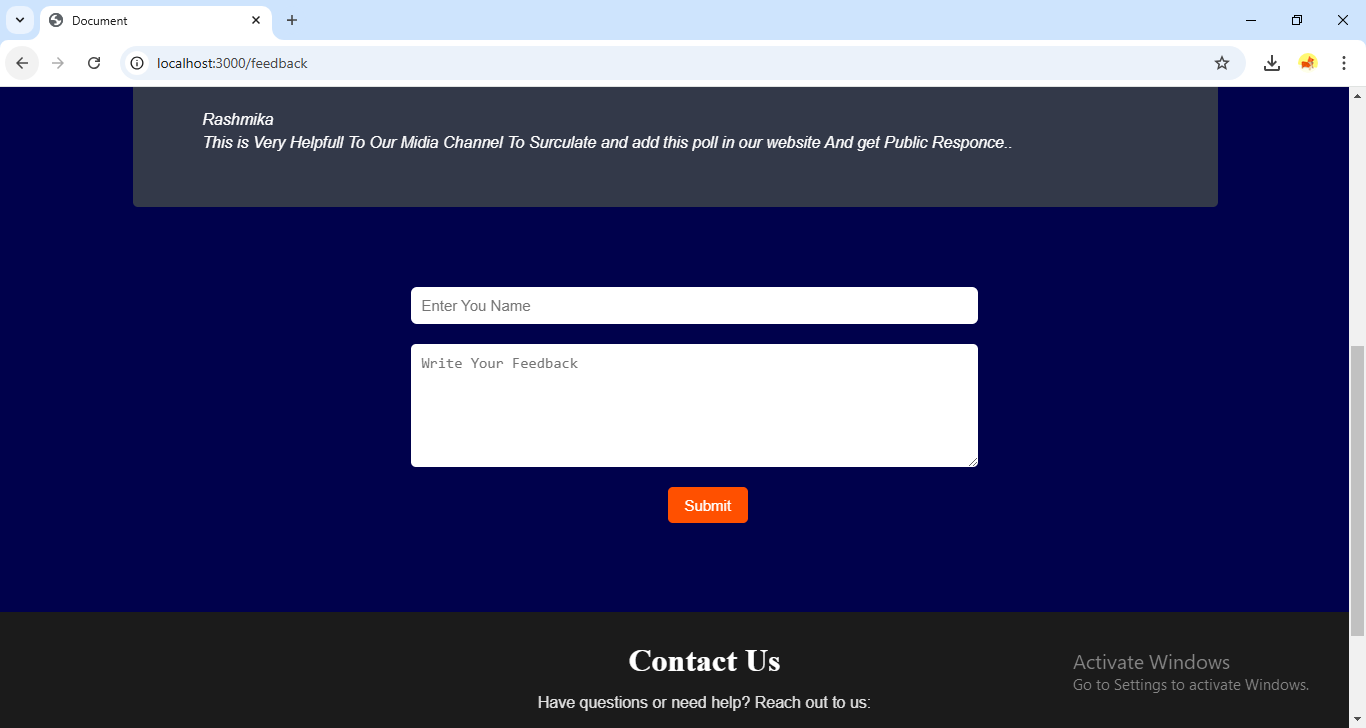 Document
localhost:3000/feedback
Rashmika
This is Very Helpfull To Our Midia Channel To Surculate and add this poll in our website And get Public Responce..
Enter You Name
Write Your Feedback
Submit
Contact Us
Have questions or need help? Reach out to us:
Activate Windows
Go to Settings to activate Windows.